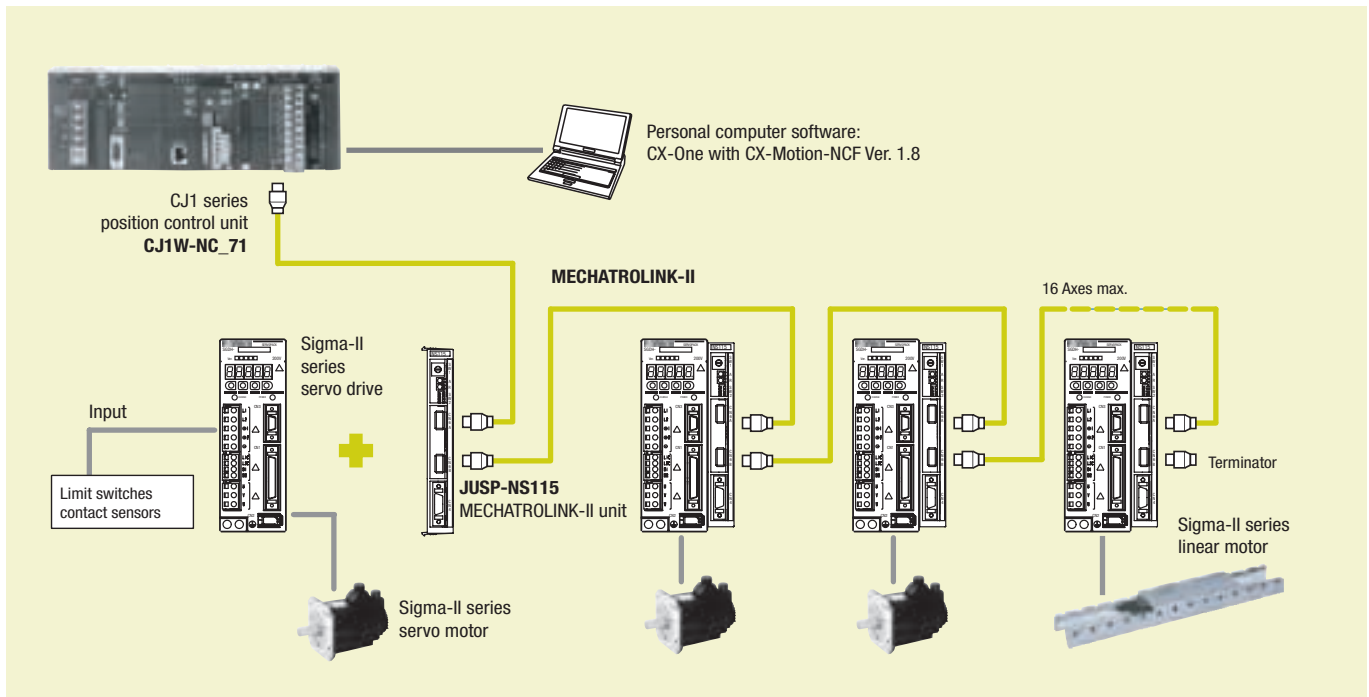 Personal computer software:
CX-One with CX-Motion-NCF Ver. 1.8
CJ1 series
position control unit
CJ1W-NC_71
MECHATROLINK-II
16 Axes max.
Sigma-II
series
servo drive
Input
Limit switches
contact sensors
JUSP-NS115
MECHATROLINK-II unit
Terminator
Sigma-II series
linear motor
Sigma-II series
servo motor